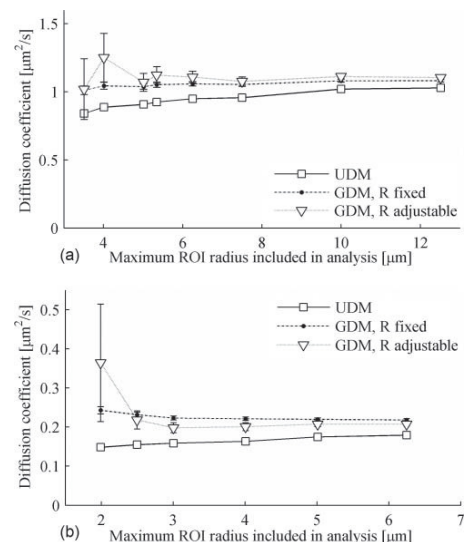 1.5
1
0.5
0
Diffusion coefficient [μm²/s]
UDM
GDM, R fixed
GDM, R adjustable
4 6 8 10 12
(a) Maximum ROI radius included in analysis [μm]
0.5
0.4
0.3
0.2
0.1
0
Diffusion coefficient [μm²/s]
UDM
GDM, R fixed
GDM, R adjustable
2 3 4 5 6 7
(b) Maximum ROI radius included in analysis [μm]